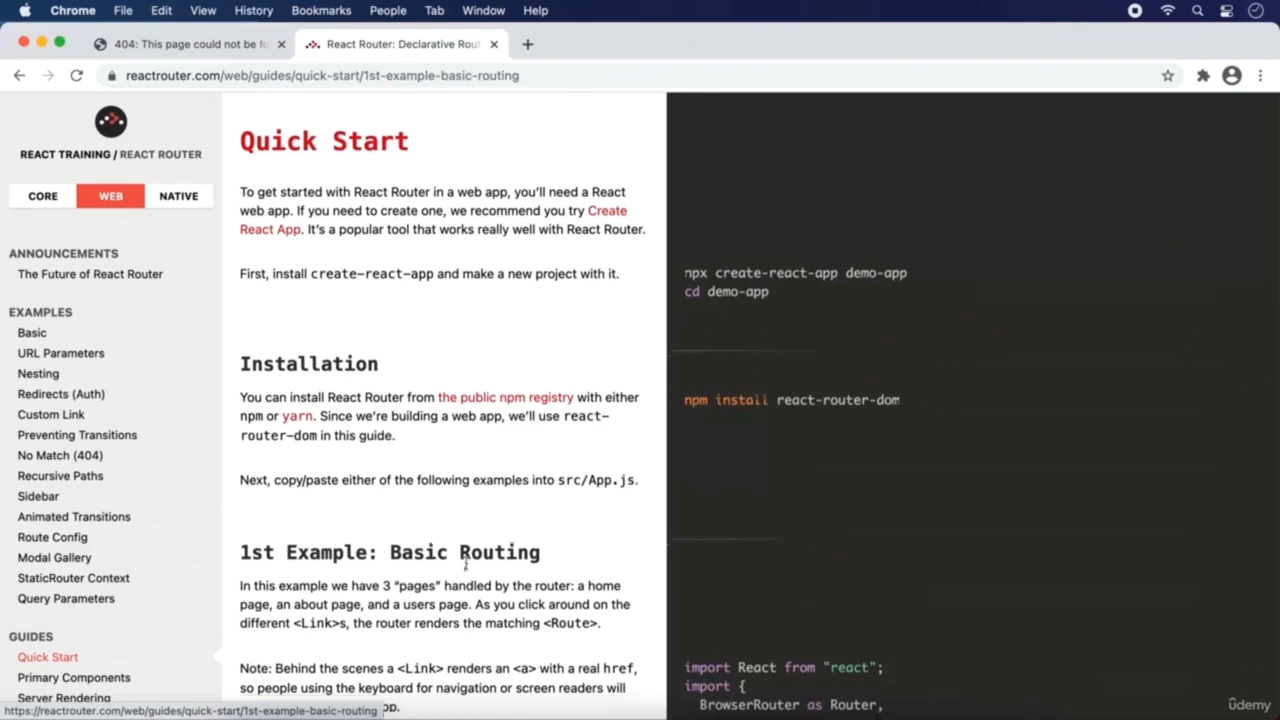 Chrome File Edit View History Bookmarks People Tab Window Help
404: This page could not be fo
React Router: Declarative Rout
reactrouter.com/web/guides/quick-start/1st-example-basic-routing
REACT TRAINING / REACT ROUTER
CORE WEB NATIVE
ANNOUNCEMENTS
The Future of React Router
EXAMPLES
Basic
URL Parameters
Nesting
Redirects (Auth)
Custom Link
Preventing Transitions
No Match (404)
Recursive Paths
Sidebar
Animated Transitions
Route Config
Modal Gallery
StaticRouter Context
Query Parameters
GUIDES
Quick Start
Primary Components
Server Rendering
https://reactrouter.com/web/guides/quick-start/1st-example-basic-routing
Quick Start
To get started with React Router in a web app, you’ll need a React
web app. If you need to create one, we recommend you try Create
React App. It’s a popular tool that works really well with React Router.
First, install create-react-app and make a new project with it.
Installation
You can install React Router from the public npm registry with either
npm or yarn. Since we’re building a web app, we’ll use react-
router-dom in this guide.
Next, copy/paste either of the following examples into src/App.js.
1st Example: Basic Routing
In this example we have 3 “pages” handled by the router: a home
page, an about page, and a users page. As you click around on the
different <Link>s, the router renders the matching <Route>.
Note: Behind the scenes a <Link> renders an <a> with a real href,
so people using the keyboard for navigation or screen readers will
pp.
npx create-react-app demo-app
cd demo-app
npm install react-router-dom
import React from "react";
import {
BrowserRouter as Router,
ûdemy